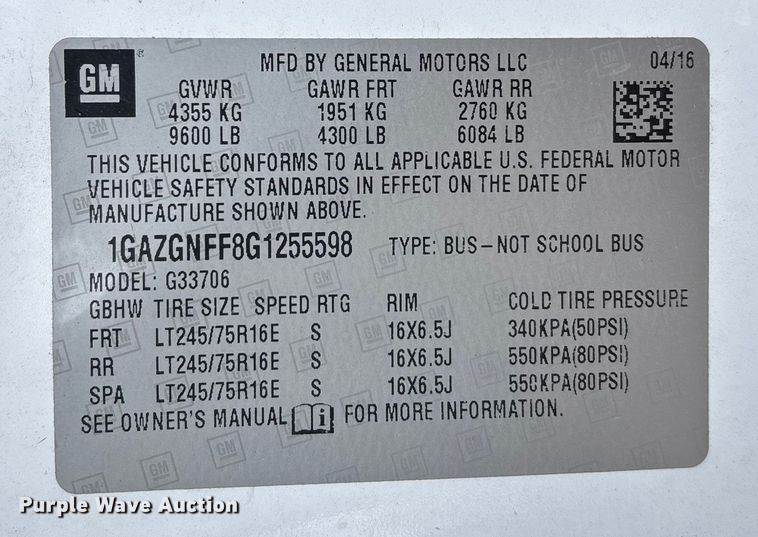 GM
MFD BY GENERAL MOTORS LLC 04/16
GVWR GAWR FRT GAWR RR
4355 KG 1951 KG 2760 KG
9600 LB 4300 LB 6084 LB
THIS VEHICLE CONFORMS TO ALL APPLICABLE U.S. FEDERAL MOTOR
VEHICLE SAFETY STANDARDS IN EFFECT ON THE DATE OF
MANUFACTURE SHOWN ABOVE.
1GAZGNFF8G1255598 TYPE: BUS-NOT SCHOOL BUS
MODEL: G33706
GBHW TIRE SIZE SPEED RTG RIM COLD TIRE PRESSURE
FRT LT245/75R16E S 16X6.5J 340KPA(50PSI)
RR LT245/75R16E S 16X6.5J 550KPA(80PSI)
SPA LT245/75R16E S 16X6.5J 550KPA(80PSI)
SEE OWNER'S MANUAL i FOR MORE INFORMATION.
Purple Wave Auction